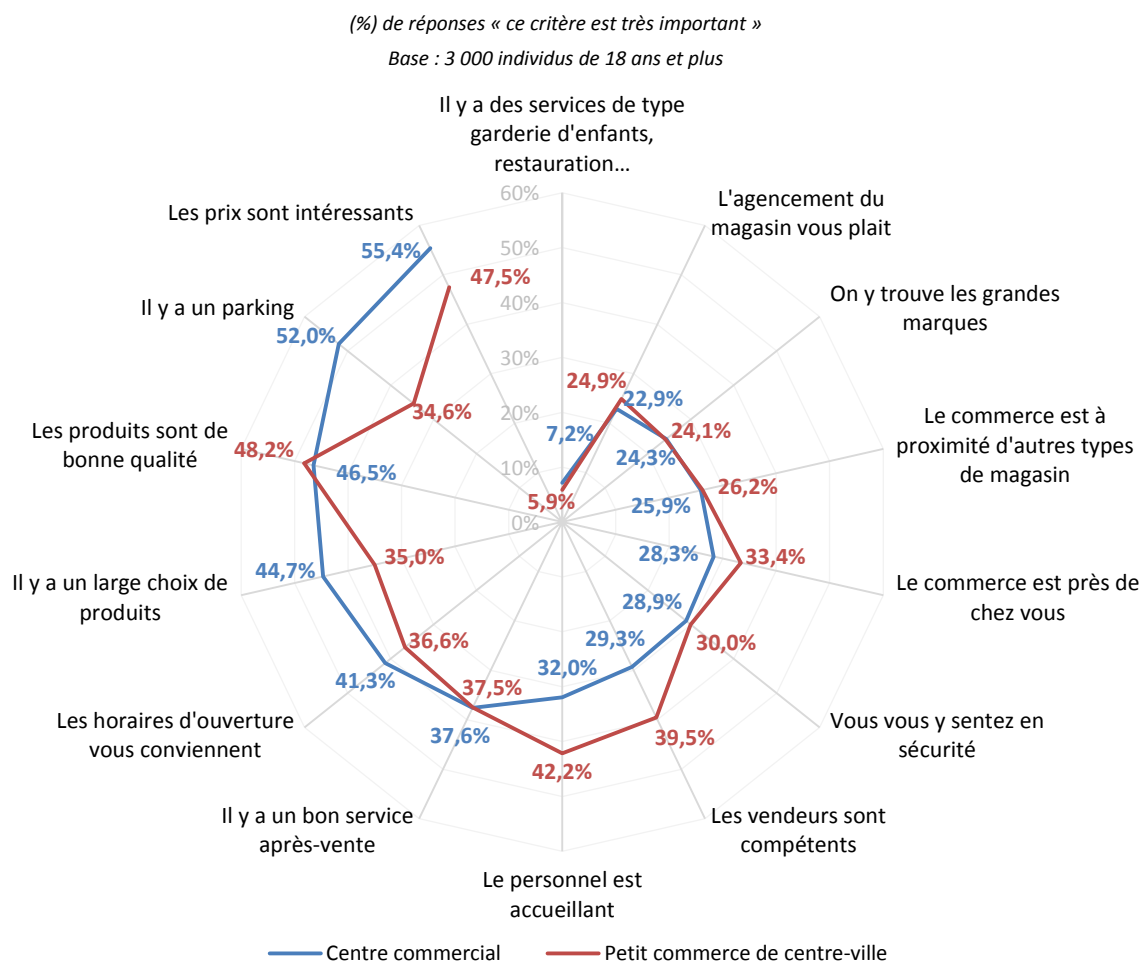 (%) de réponses « ce critère est très important »
Base : 3 000 individus de 18 ans et plus
Il y a des services de type
garderie d'enfants,
restauration…
L'agencement du
magasin vous plait
On y trouve les grandes
marques
Le commerce est à
proximité d'autres types
de magasin
Le commerce est près de
chez vous
Vous vous y sentez en
sécurité
Les vendeurs sont
compétents
Le personnel est
accueillant
Il y a un bon service
après-vente
Les horaires d'ouverture
vous conviennent
Il y a un large choix de
produits
Les produits sont de
bonne qualité
Il y a un parking
Les prix sont intéressants
60%
50%
40%
30%
20%
10%
0%
7,2%
22,9%
24,3%
25,9%
28,3%
28,9%
29,3%
32,0%
37,6%
41,3%
44,7%
46,5%
52,0%
55,4%
5,9%
24,9%
24,1%
26,2%
33,4%
30,0%
39,5%
42,2%
37,5%
36,6%
35,0%
48,2%
34,6%
47,5%
Centre commercial
Petit commerce de centre-ville